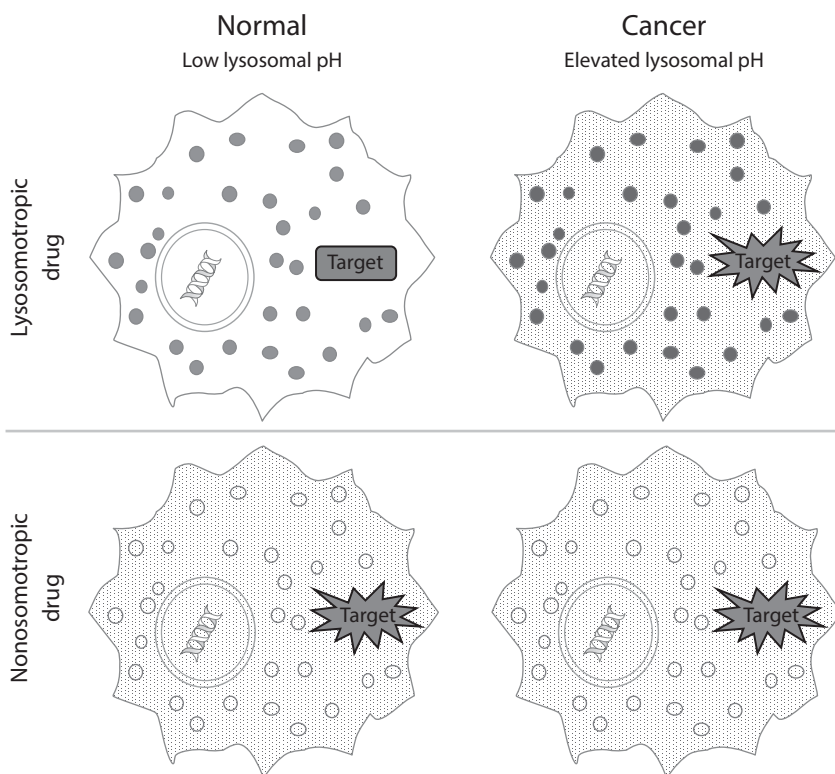 Normal
Low lysosomal pH
Cancer
Elevated lysosomal pH
Lysosomotropic
drug
Target
Target
Nonosomotropic
drug
Target
Target